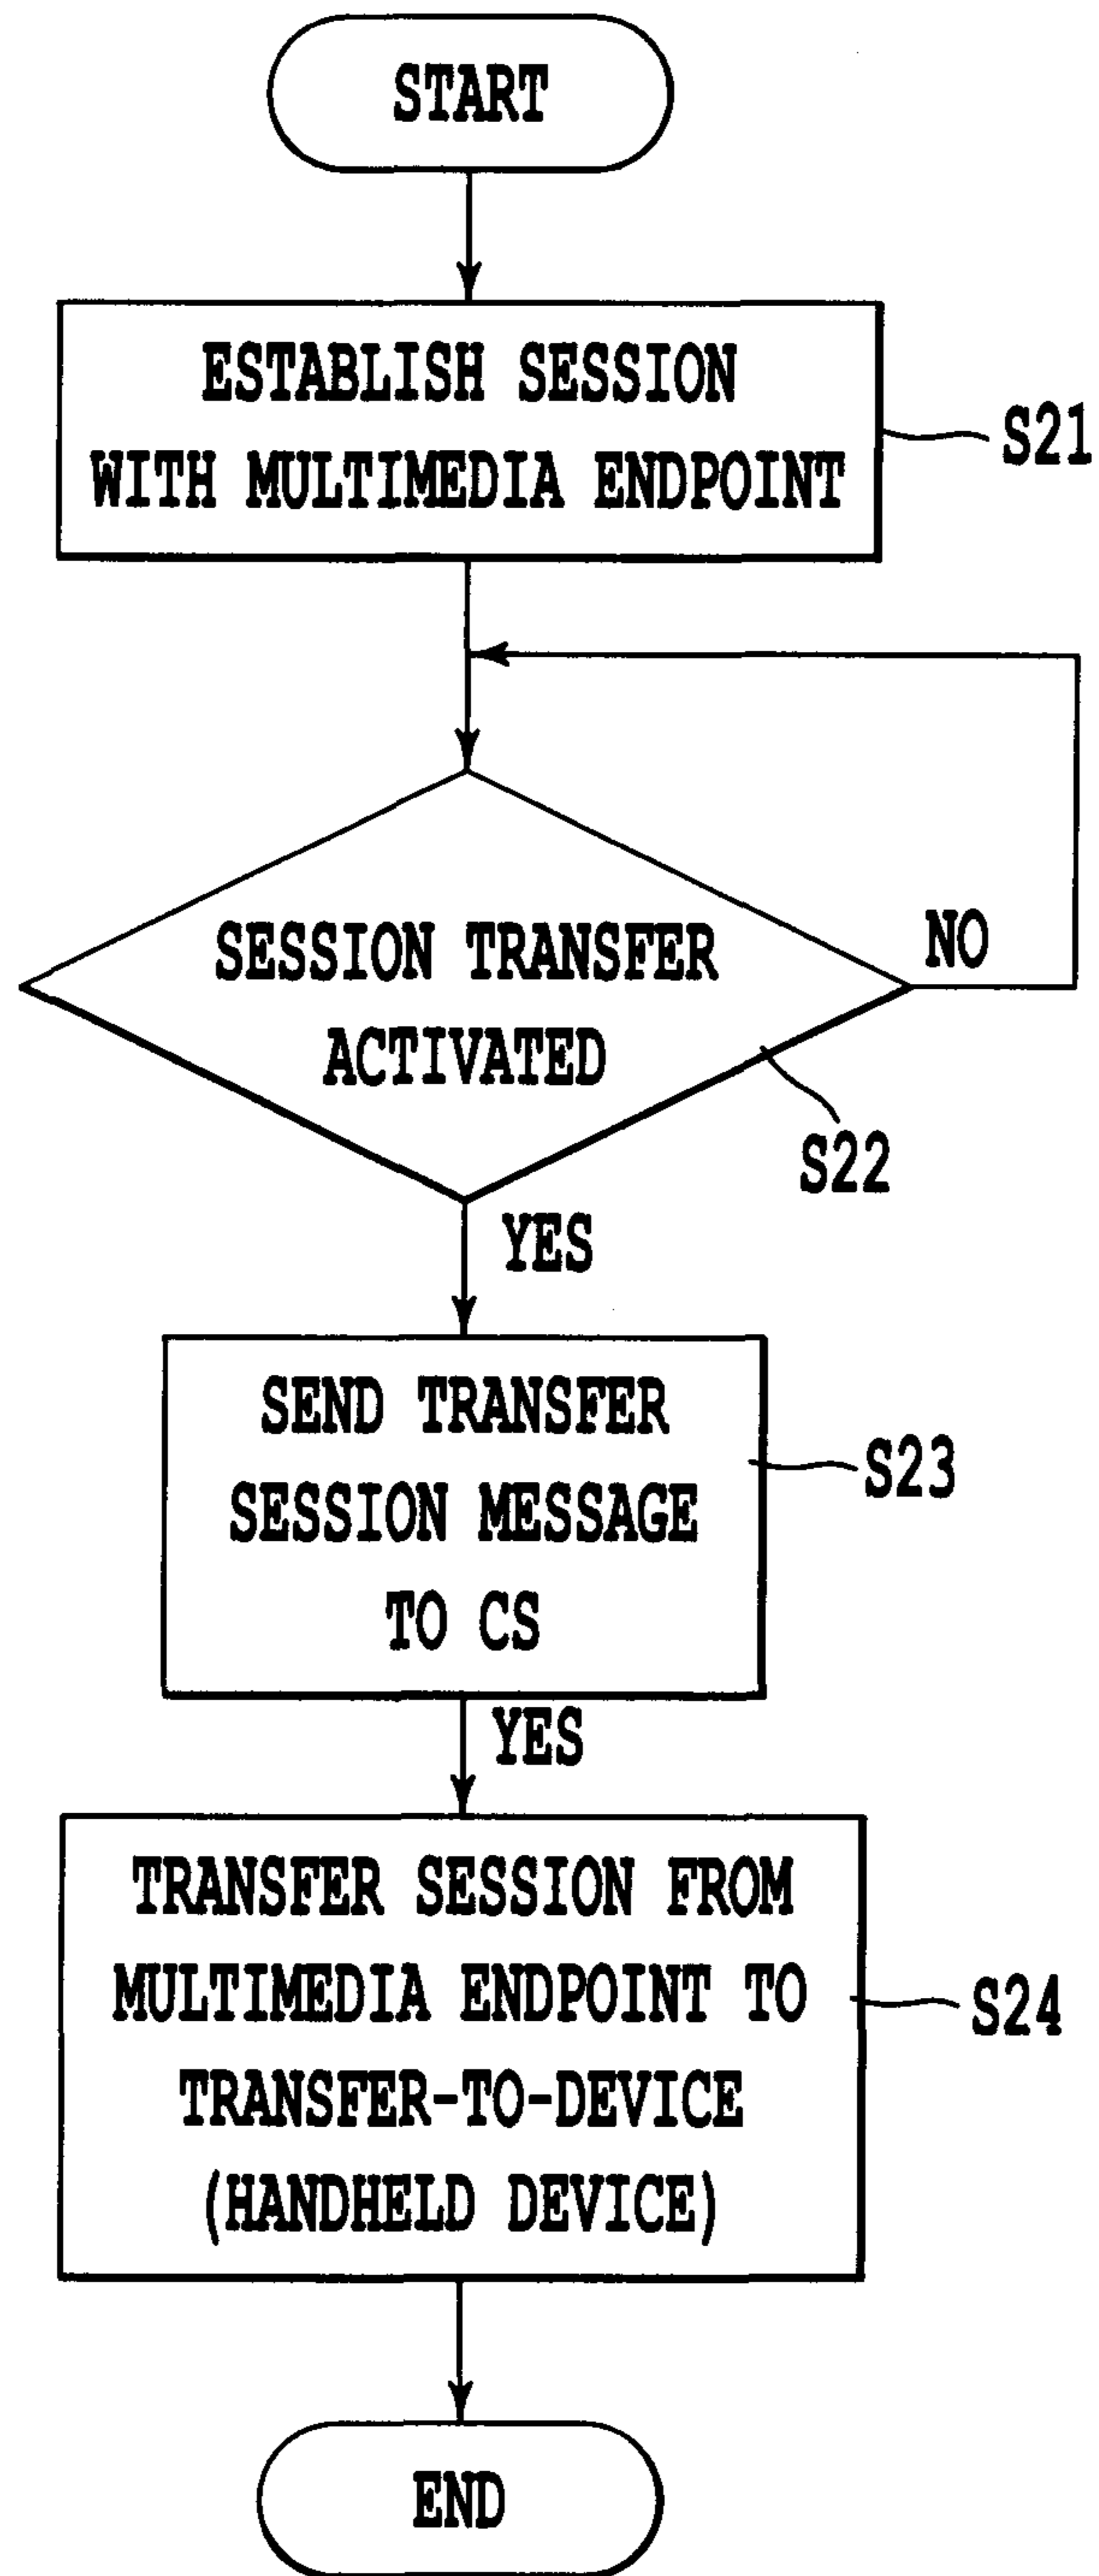 START
ESTABLISH SESSION
WITH MULTIMEDIA ENDPOINT
S21
SESSION TRANSFER
ACTIVATED
NO
S22
YES
SEND TRANSFER
SESSION MESSAGE
TO CS
S23
YES
TRANSFER SESSION FROM
MULTIMEDIA ENDPOINT TO
TRANSFER-TO-DEVICE
(HANDHELD DEVICE)
S24
END